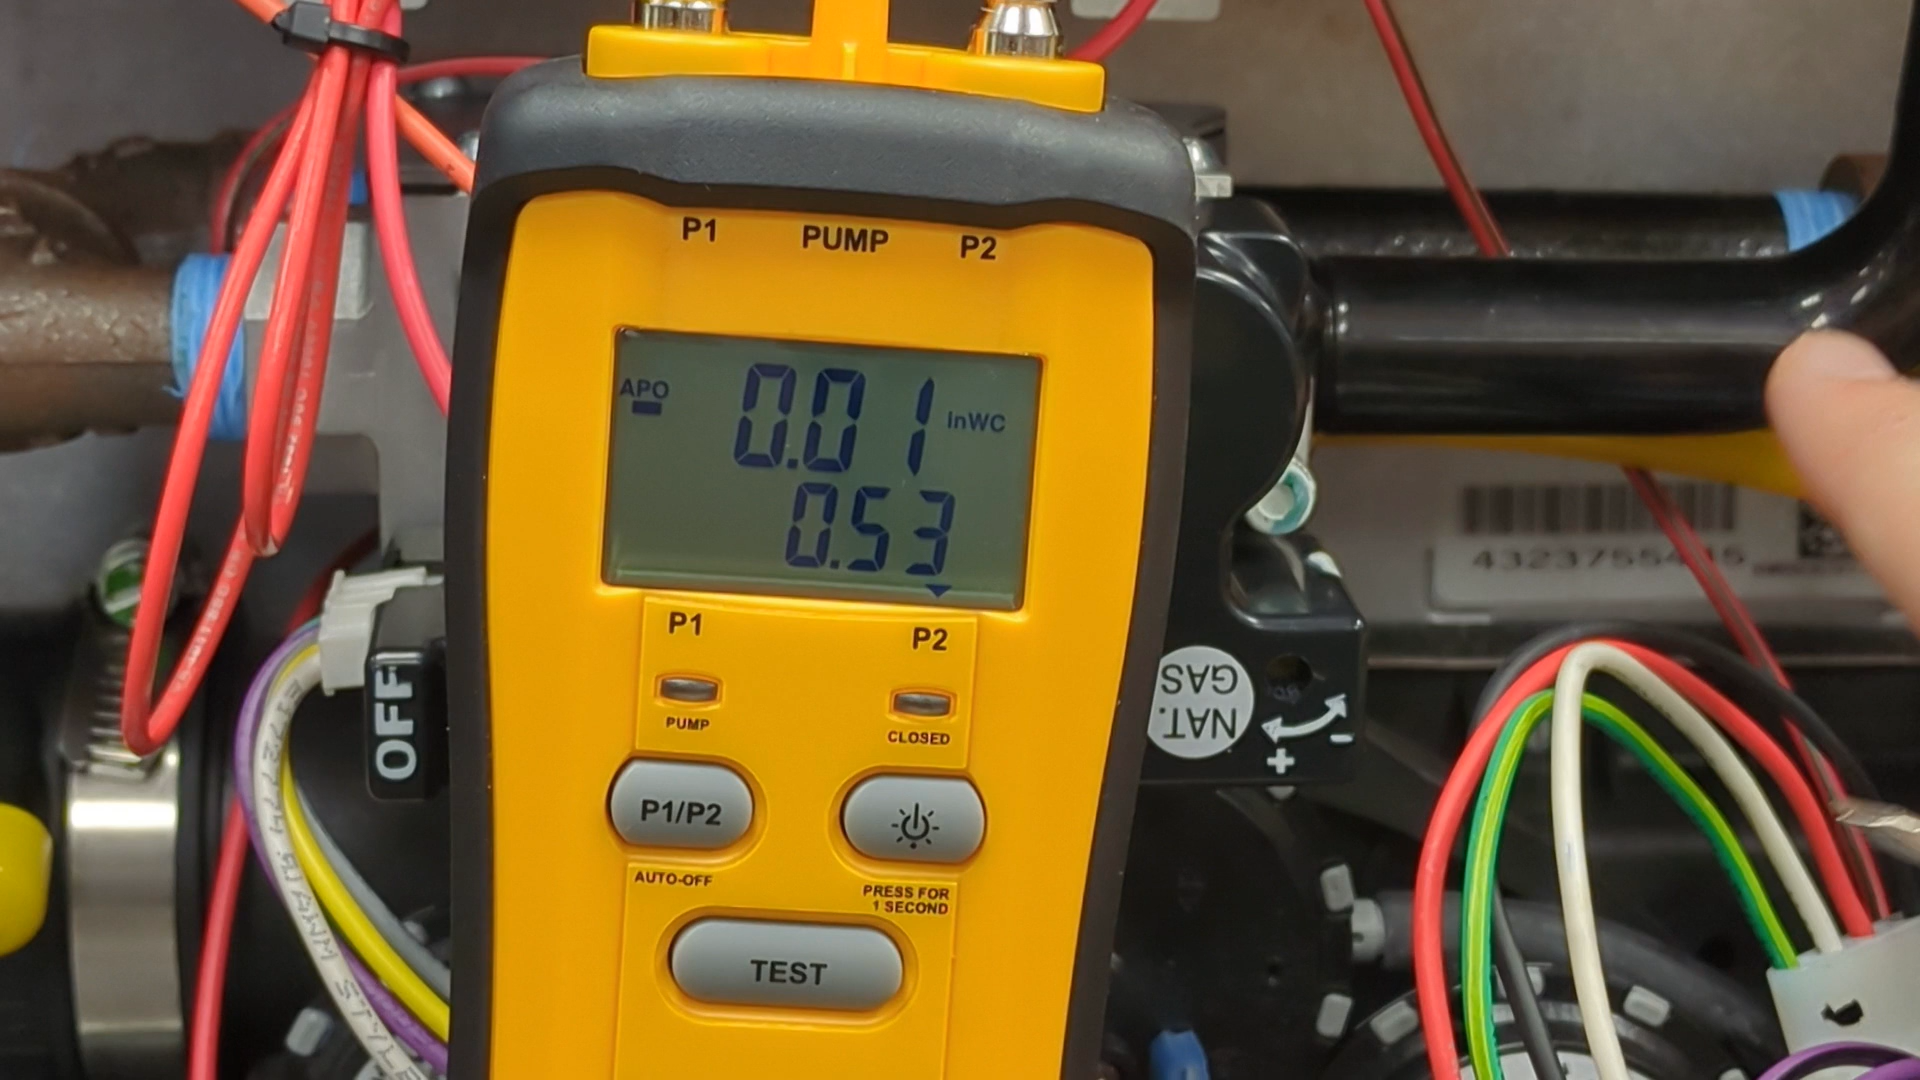 P1 PUMP P2
APO 0.01 inWC
0.53
P1 P2
PUMP CLOSED
P1/P2
AUTO-OFF PRESS FOR
1 SECOND
TEST
OFF
NAT.
GAS
+ -